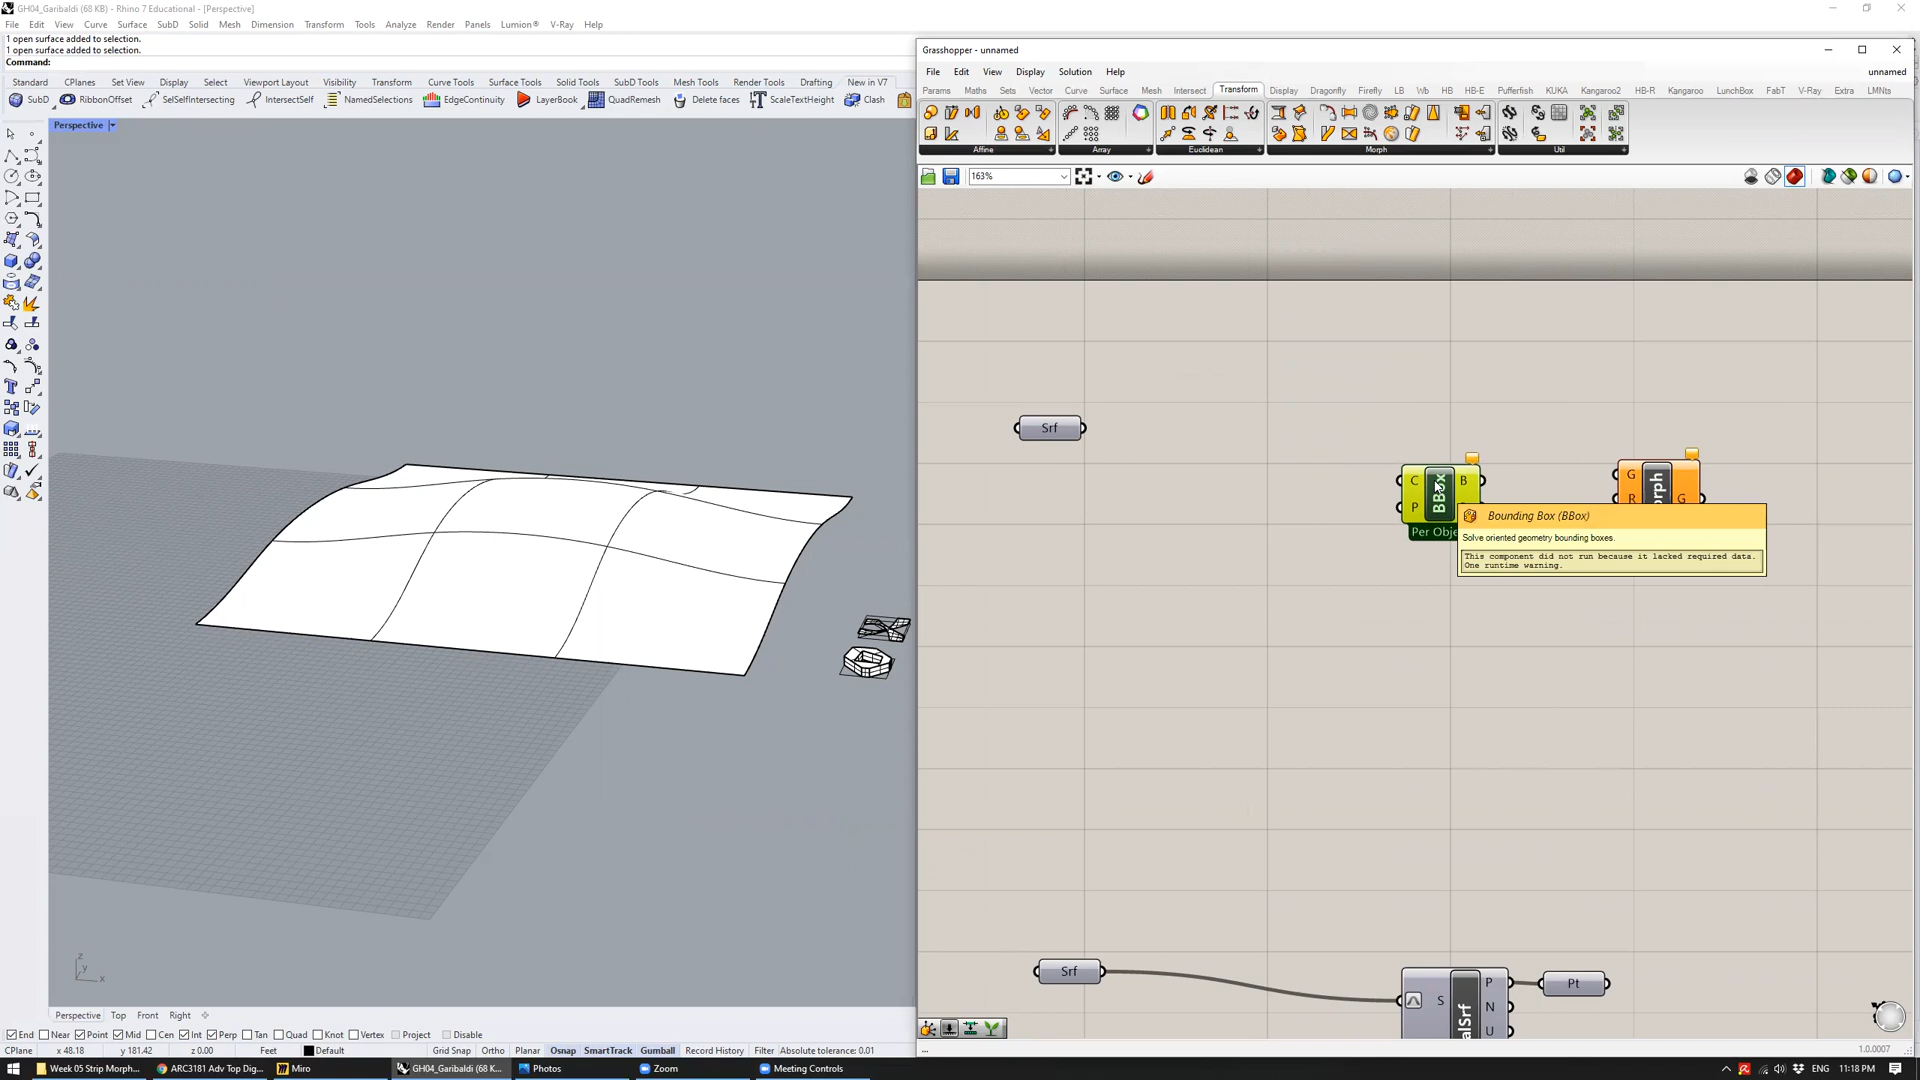 GH04_Garibaldi (68 KB) - Rhino 7 Educational - [Perspective]
File Edit View Curve Surface SubD Solid Mesh Dimension Transform Tools Analyze Render Panels Lumion® V-Ray Help
1 open surface added to selection.
1 open surface added to selection.
Command:
Standard CPlanes Set View Display Select Viewport Layout Visibility Transform Curve Tools Surface Tools Solid Tools SubD Tools Mesh Tools Render Tools Drafting New in V7
SubD RibbonOffset SelSelfIntersecting IntersectSelf NamedSelections EdgeContinuity LayerBook QuadRemesh Delete faces ScaleTextHeight Clash
Perspective
z
y
x
Perspective Top Front Right
End Near Point Mid Cen Int Perp Tan Quad Knot Vertex Project Disable
CPlane x 48.18 y 181.42 z 0.00 Feet Default Grid Snap Ortho Planar Osnap SmartTrack Gumball Record History Filter Absolute tolerance: 0.01
Grasshopper - unnamed
File Edit View Display Solution Help unnamed
Params Maths Sets Vector Curve Surface Mesh Intersect Transform Display Dragonfly Firefly LB Wb HB HB-E Pufferfish KUKA Kangaroo2 HB-R Kangaroo LunchBox FabT V-Ray Extra LMNts
Affine Array Euclidean Morph Util
163%
Srf
C BBox B
P
Per Obje
G
R G
rph
Bounding Box (BBox)
Solve oriented geometry bounding boxes.
This component did not run because it lacked required data.
One runtime warning.
Srf
S alSrf P
N
U
Pt
...
1.0.0007
Week 05 Strip Morph... ARC3181 Adv Top Dig... Miro GH04_Garibaldi (68 K... Photos Zoom Meeting Controls ENG 11:18 PM